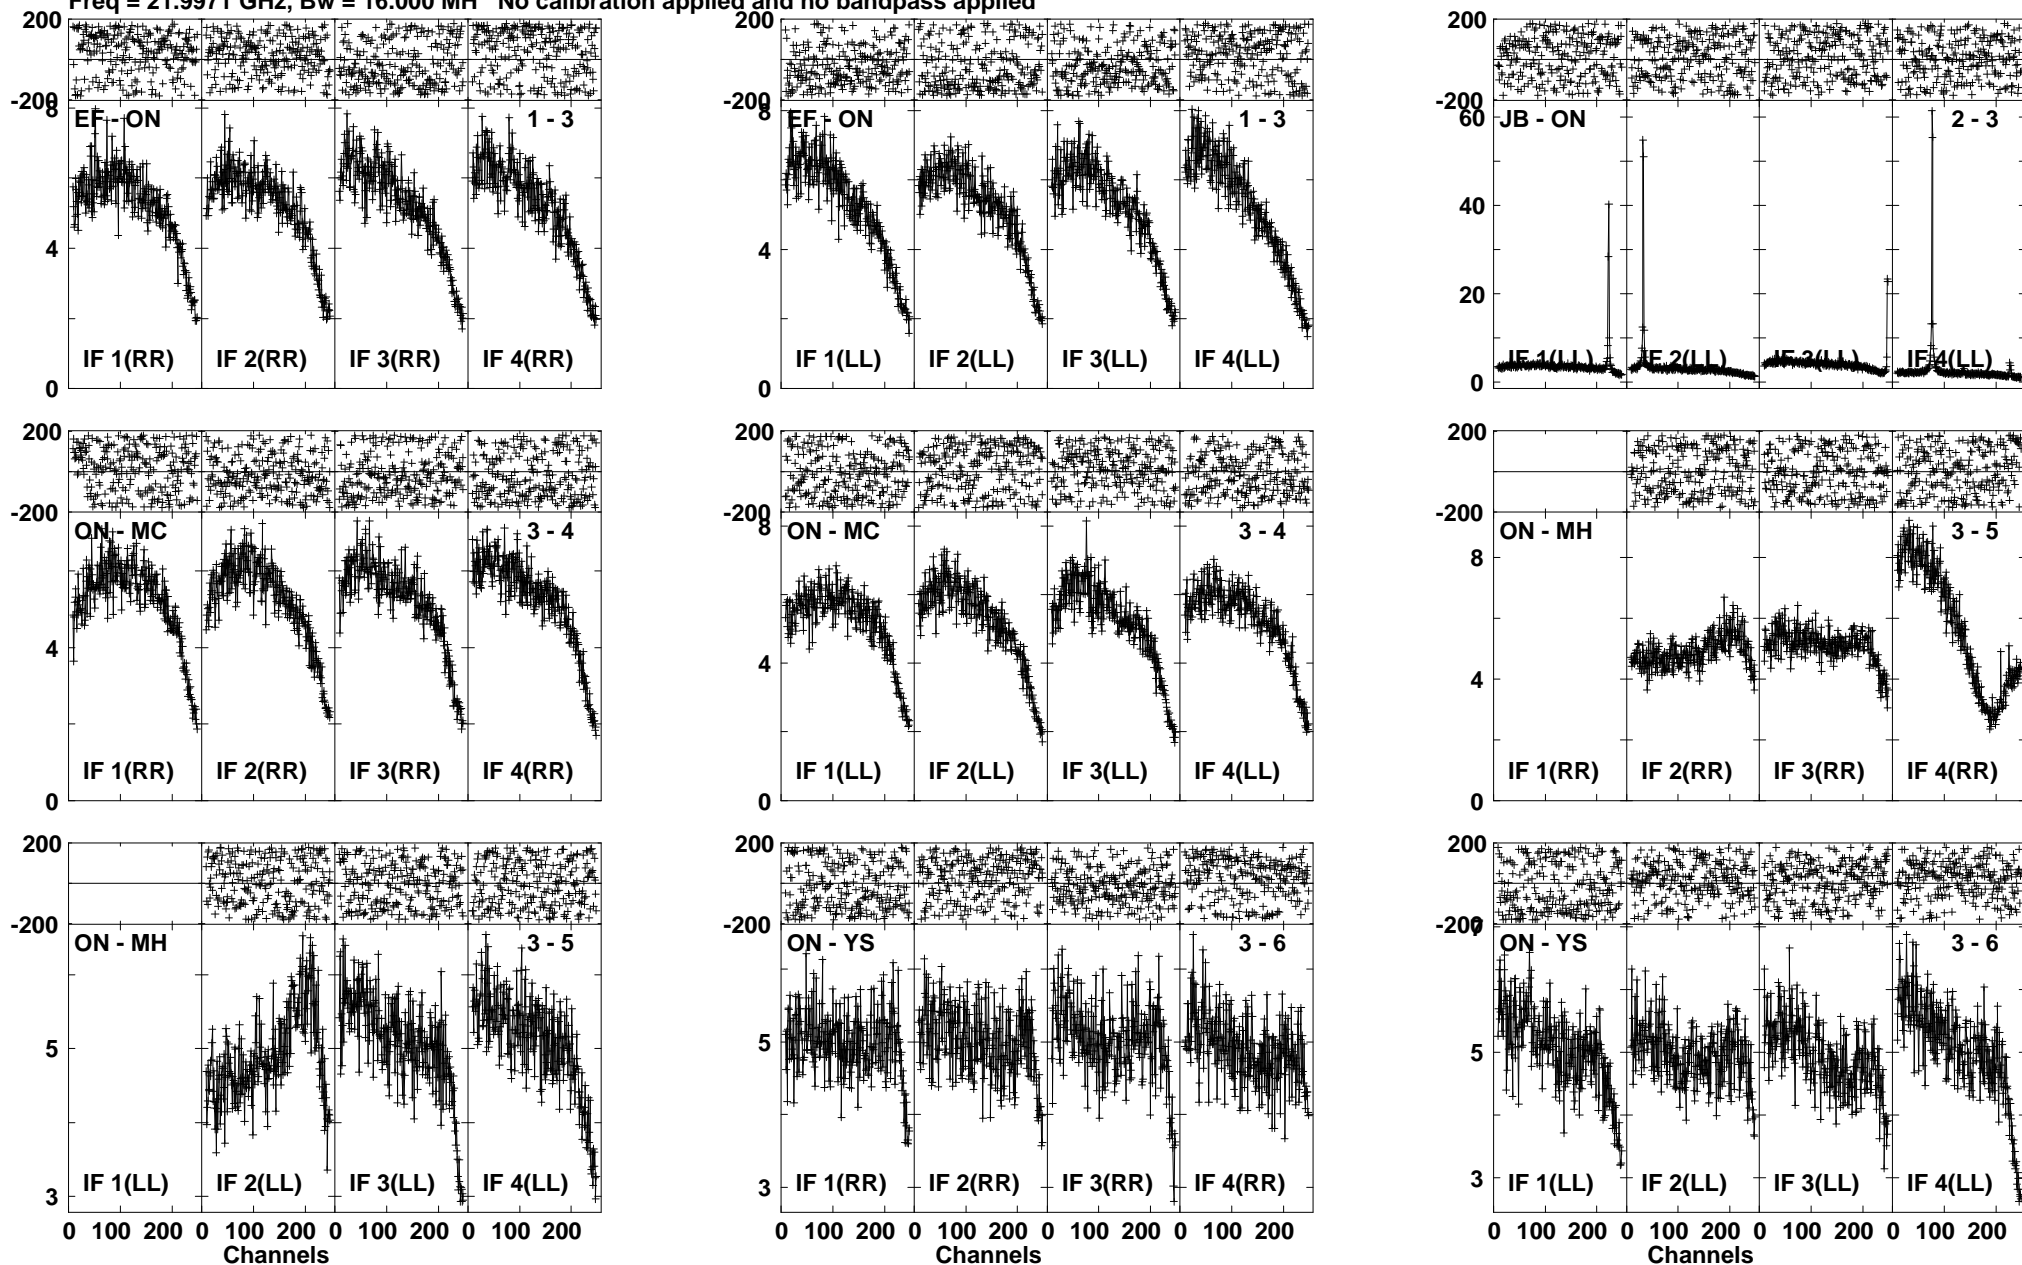 Freq = 21.9971 GHz, Bw = 16.000 MH No calibration applied and no bandpass applied
200 200 200
-200 -200 -200
8 8 60
EF - ON 1 - 3 EF - ON 1 - 3 JB - ON 2 - 3
40
4 4
20
IF 1(RR) IF 2(RR) IF 3(RR) IF 4(RR) IF 1(LL) IF 2(LL) IF 3(LL) IF 4(LL) IF 1(LL) IF 2(LL) IF 3(LL) IF 4(LL)
0 0 0
200 200 200
-200 -200 -200
8
ON - MC 3 - 4 ON - MC 3 - 4 ON - MH 3 - 5
8
4 4 4
IF 1(RR) IF 2(RR) IF 3(RR) IF 4(RR) IF 1(LL) IF 2(LL) IF 3(LL) IF 4(LL) IF 1(RR) IF 2(RR) IF 3(RR) IF 4(RR)
0 0 0
200 200 200
-200 -200 -200
7
ON - MH 3 - 5 ON - YS 3 - 6 ON - YS 3 - 6
5 5 5
IF 1(LL) IF 2(LL) IF 3(LL) IF 4(LL) IF 1(RR) IF 2(RR) IF 3(RR) IF 4(RR) IF 1(LL) IF 2(LL) IF 3(LL) IF 4(LL)
3 3 3
0 100 200 0 100 200 0 100 200 0 100 200 0 100 200 0 100 200 0 100 200 0 100 200 0 100 200 0 100 200 0 100 200 0 100 200
Channels Channels Channels